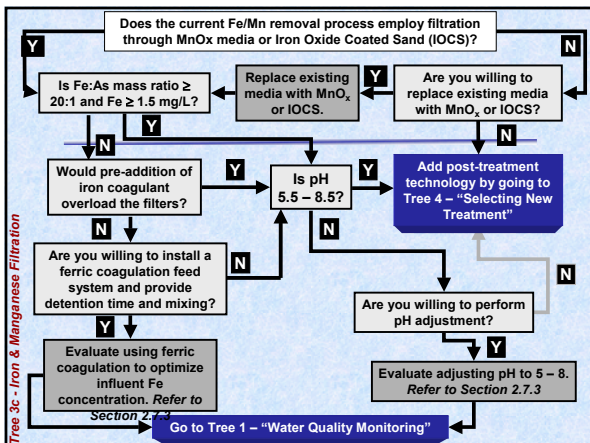 Does the current Fe/Mn removal process employ filtration
through MnOx media or Iron Oxide Coated Sand (IOCS)?
Y
N
Is Fe:As mass ratio ≥
20:1 and Fe ≥ 1.5 mg/L?
Replace existing
media with MnOx
or IOCS.
Y
Are you willing to
replace existing media
with MnOx or IOCS?
Y
N
N
Would pre-addition of
iron coagulant
overload the filters?
Y
Is pH
5.5 - 8.5?
Y
Add post-treatment
technology by going to
Tree 4 – “Selecting New
Treatment”
N
N
Are you willing to install a
ferric coagulation feed
system and provide
detention time and mixing?
N
N
Are you willing to perform
pH adjustment?
Y
Y
Evaluate using ferric
coagulation to optimize
influent Fe
concentration. Refer to
Section 2.7.3
Evaluate adjusting pH to 5 – 8.
Refer to Section 2.7.3
Go to Tree 1 – “Water Quality Monitoring”
Tree 3c - Iron & Manganese Filtration